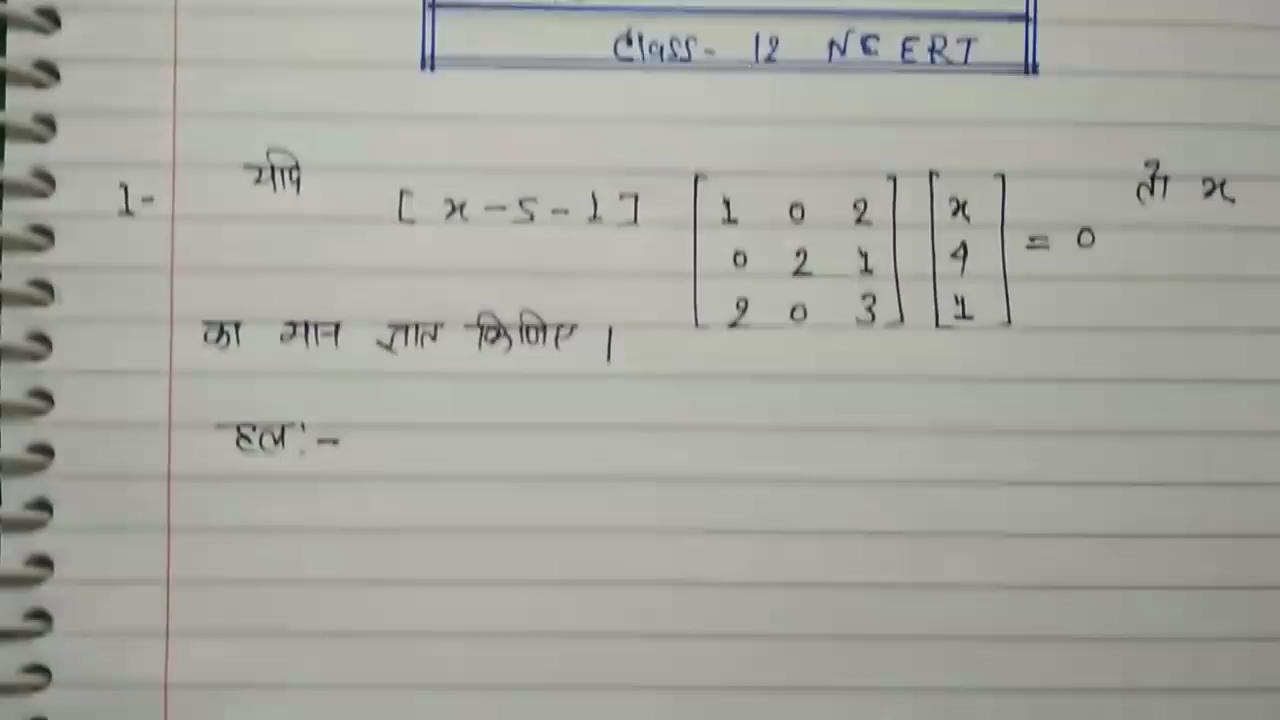 Class- 12 NCERT
1- यदि [x -5 -1] [1 0 2 0 2 1 2 0 3] [x 4 1] = 0 तो x
का मान ज्ञात किजिए।
हल:-